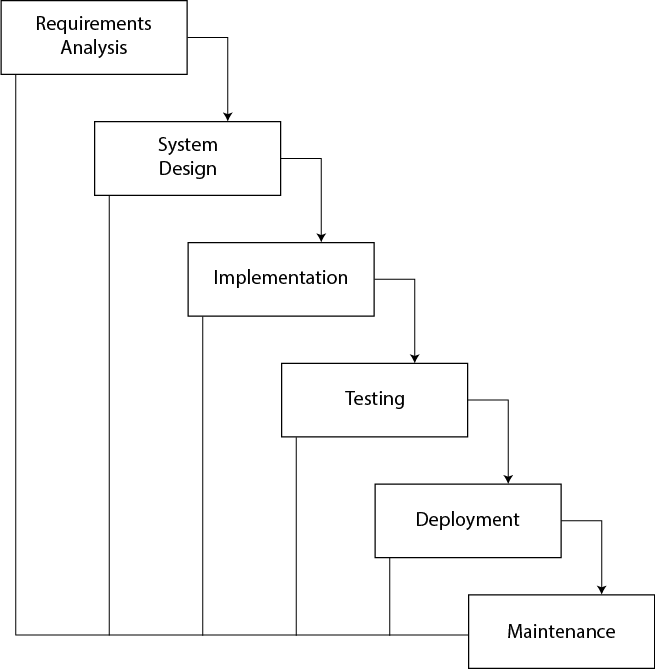 Requirements
Analysis
System
Design
Implementation
Testing
Deployment
Maintenance